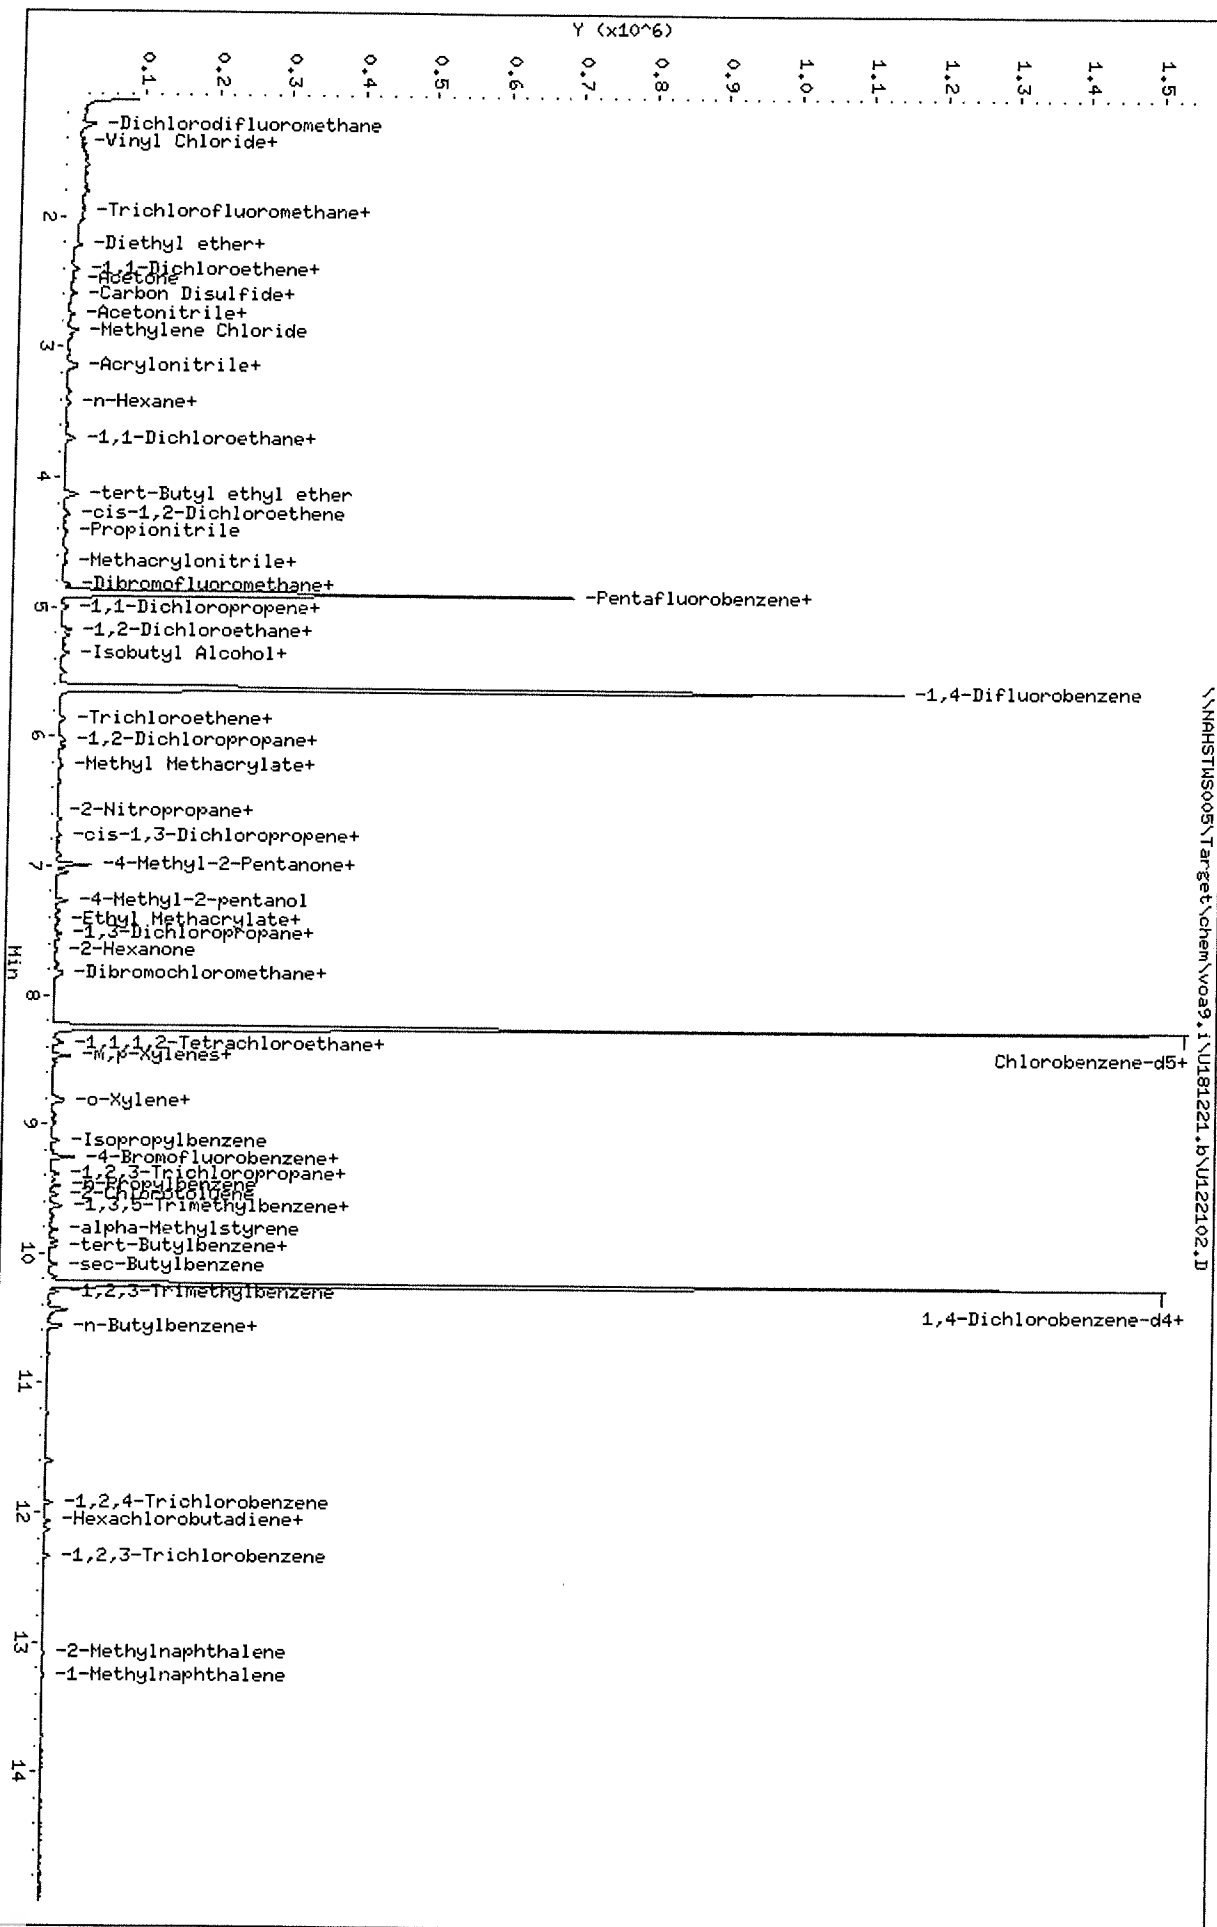 Y (x10^6)
0.1
0.2
0.3
0.4
0.5
0.6
0.7
0.8
0.9
1.0
1.1
1.2
1.3
1.4
1.5
-Dichlorodifluoromethane
-Vinyl Chloride+
-Trichlorofluoromethane+
-Diethyl ether+
-1,1-Dichloroethene+
-Acetone
-Carbon Disulfide+
-Acetonitrile+
-Methylene Chloride
-Acrylonitrile+
-n-Hexane+
-1,1-Dichloroethane+
-tert-Butyl ethyl ether
-cis-1,2-Dichloroethene
-Propionitrile
-Methacrylonitrile+
-Dibromofluoromethane+
-Pentafluorobenzene+
-1,1-Dichloropropene+
-1,2-Dichloroethane+
-Isobutyl Alcohol+
-1,4-Difluorobenzene
-Trichloroethene+
-1,2-Dichloropropane+
-Methyl Methacrylate+
-2-Nitropropane+
-cis-1,3-Dichloropropene+
-4-Methyl-2-Pentanone+
-4-Methyl-2-pentanol
-Ethyl Methacrylate+
-1,3-Dichloropropane+
-2-Hexanone
-Dibromochloromethane+
-1,1,1,2-Tetrachloroethane+
-m,p-Xylenes+
Chlorobenzene-d5+
-o-Xylene+
-Isopropylbenzene
-4-Bromofluorobenzene+
-1,2,3-Trichloropropane+
-n-Propylbenzene
-2-Chlorotoluene
-1,3,5-Trimethylbenzene+
-alpha-Methylstyrene
-tert-Butylbenzene+
-sec-Butylbenzene
-1,2,3-Trimethylbenzene
1,4-Dichlorobenzene-d4+
-n-Butylbenzene+
-1,2,4-Trichlorobenzene
-Hexachlorobutadiene+
-1,2,3-Trichlorobenzene
-2-Methylnaphthalene
-1-Methylnaphthalene
2
3
4
5
6
7
8
9
10
11
12
13
14
Min
\\NAHSTWS005\Target\chem\voa9.i\U181221.b\U122102.D